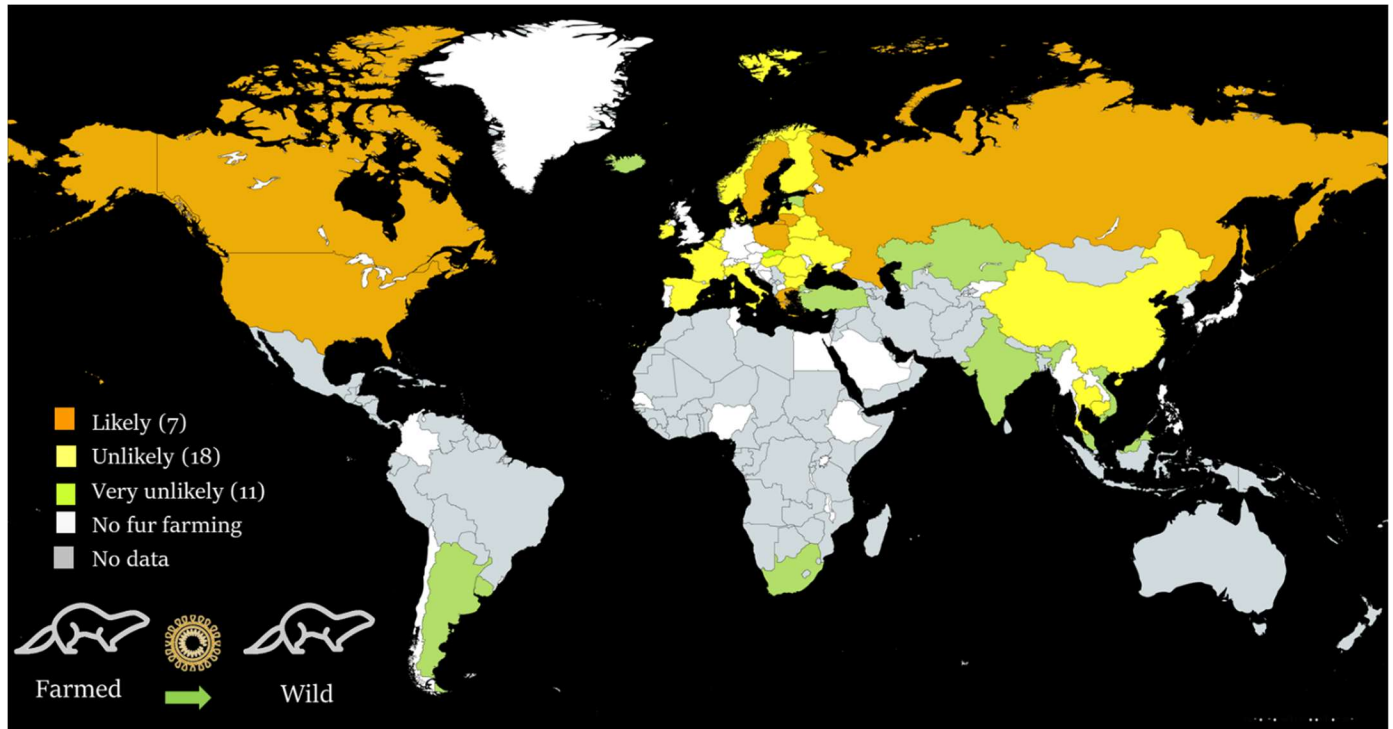 Likely (7)
Unlikely (18)
Very unlikely (11)
No fur farming
No data
Farmed
Wild